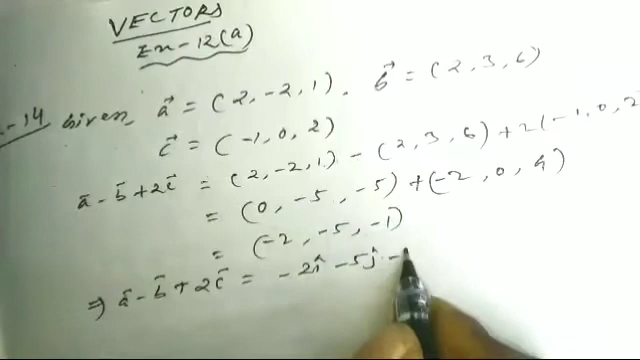 VECTORS
Ex-12(a)
-14 Given, a⃗ = (2, -2, 1), b⃗ = (2, 3, 6)
c⃗ = (-1, 0, 2)
a⃗ - b⃗ + 2c⃗ = (2, -2, 1) - (2, 3, 6) + 2(-1, 0, 2
= (0, -5, -5) + (-2, 0, 4)
= (-2, -5, -1)
⇒ a⃗ - b⃗ + 2c⃗ = - 2î - 5ĵ -